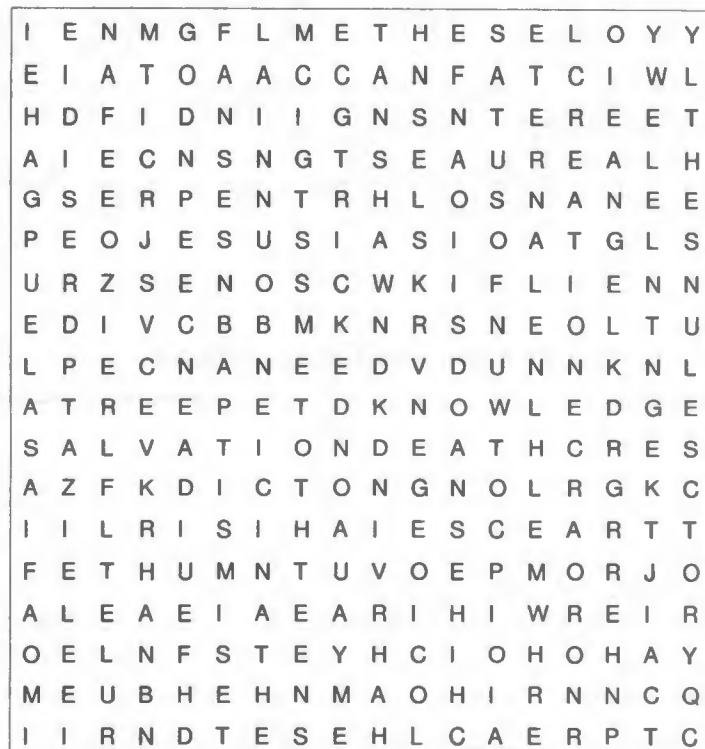 I E N M G F L M E T H E S E L O Y Y
E I A T O A A C C A N F A T C I W L
H D F I D N I I G N S N T E R E E T
A I E C N S N G T S E A U R E A L H
G S E R P E N T R H L O S N A N E E
P E O J E S U S I A S I O A T G L S
U R Z S E N O S C W K I F L I E N N
E D I V C B B M K N R S N E O L T U
L P E C N A N E E D V D U N N K N L
A T R E E P E T D K N O W L E D G E
S A L V A T I O N D E A T H C R E S
A Z F K D I C T O N G N O L R G K C
I I L R I S I H A I E S C E A R T T
F E T H U M N T U V O E P M O R J O
A L E A E I A E A R I H I W R E I R
O E L N F S T E Y H C I O H O H A Y
M E U B H E H N M A O H I R N N C Q
I I R N D T E S E H L C A E R P T C